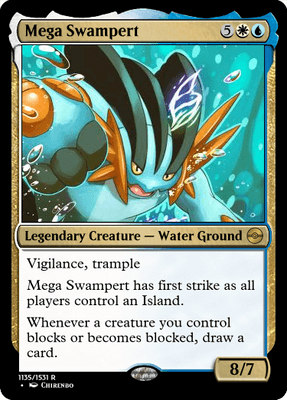 Mega Swampert 5
Legendary Creature — Water Ground
Vigilance, trample
Mega Swampert has first strike as all
players control an Island.
Whenever a creature you control
blocks or becomes blocked, draw a
card.
8/7
1135/1531 R
• Chirenbo